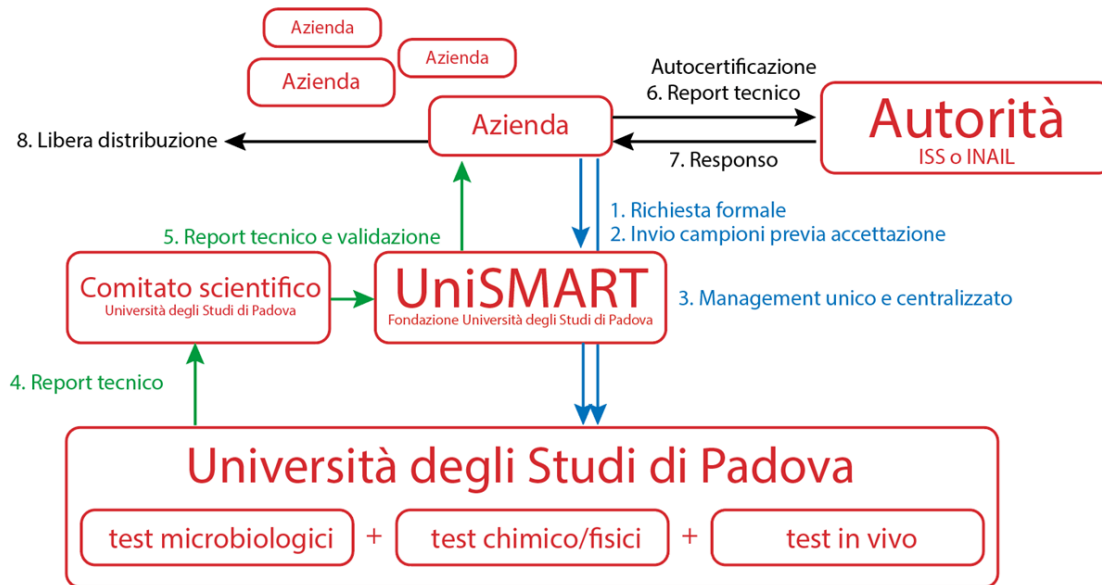 Azienda
Azienda
Azienda
Azienda
Autocertificazione
6. Report tecnico
Autorità
ISS o INAIL
8. Libera distribuzione
7. Responso
1. Richiesta formale
2. Invio campioni previa accettazione
5. Report tecnico e validazione
Comitato scientifico
Università degli Studi di Padova
UniSMART
Fondazione Università degli Studi di Padova
3. Management unico e centralizzato
4. Report tecnico
Università degli Studi di Padova
test microbiologici + test chimico/fisici + test in vivo